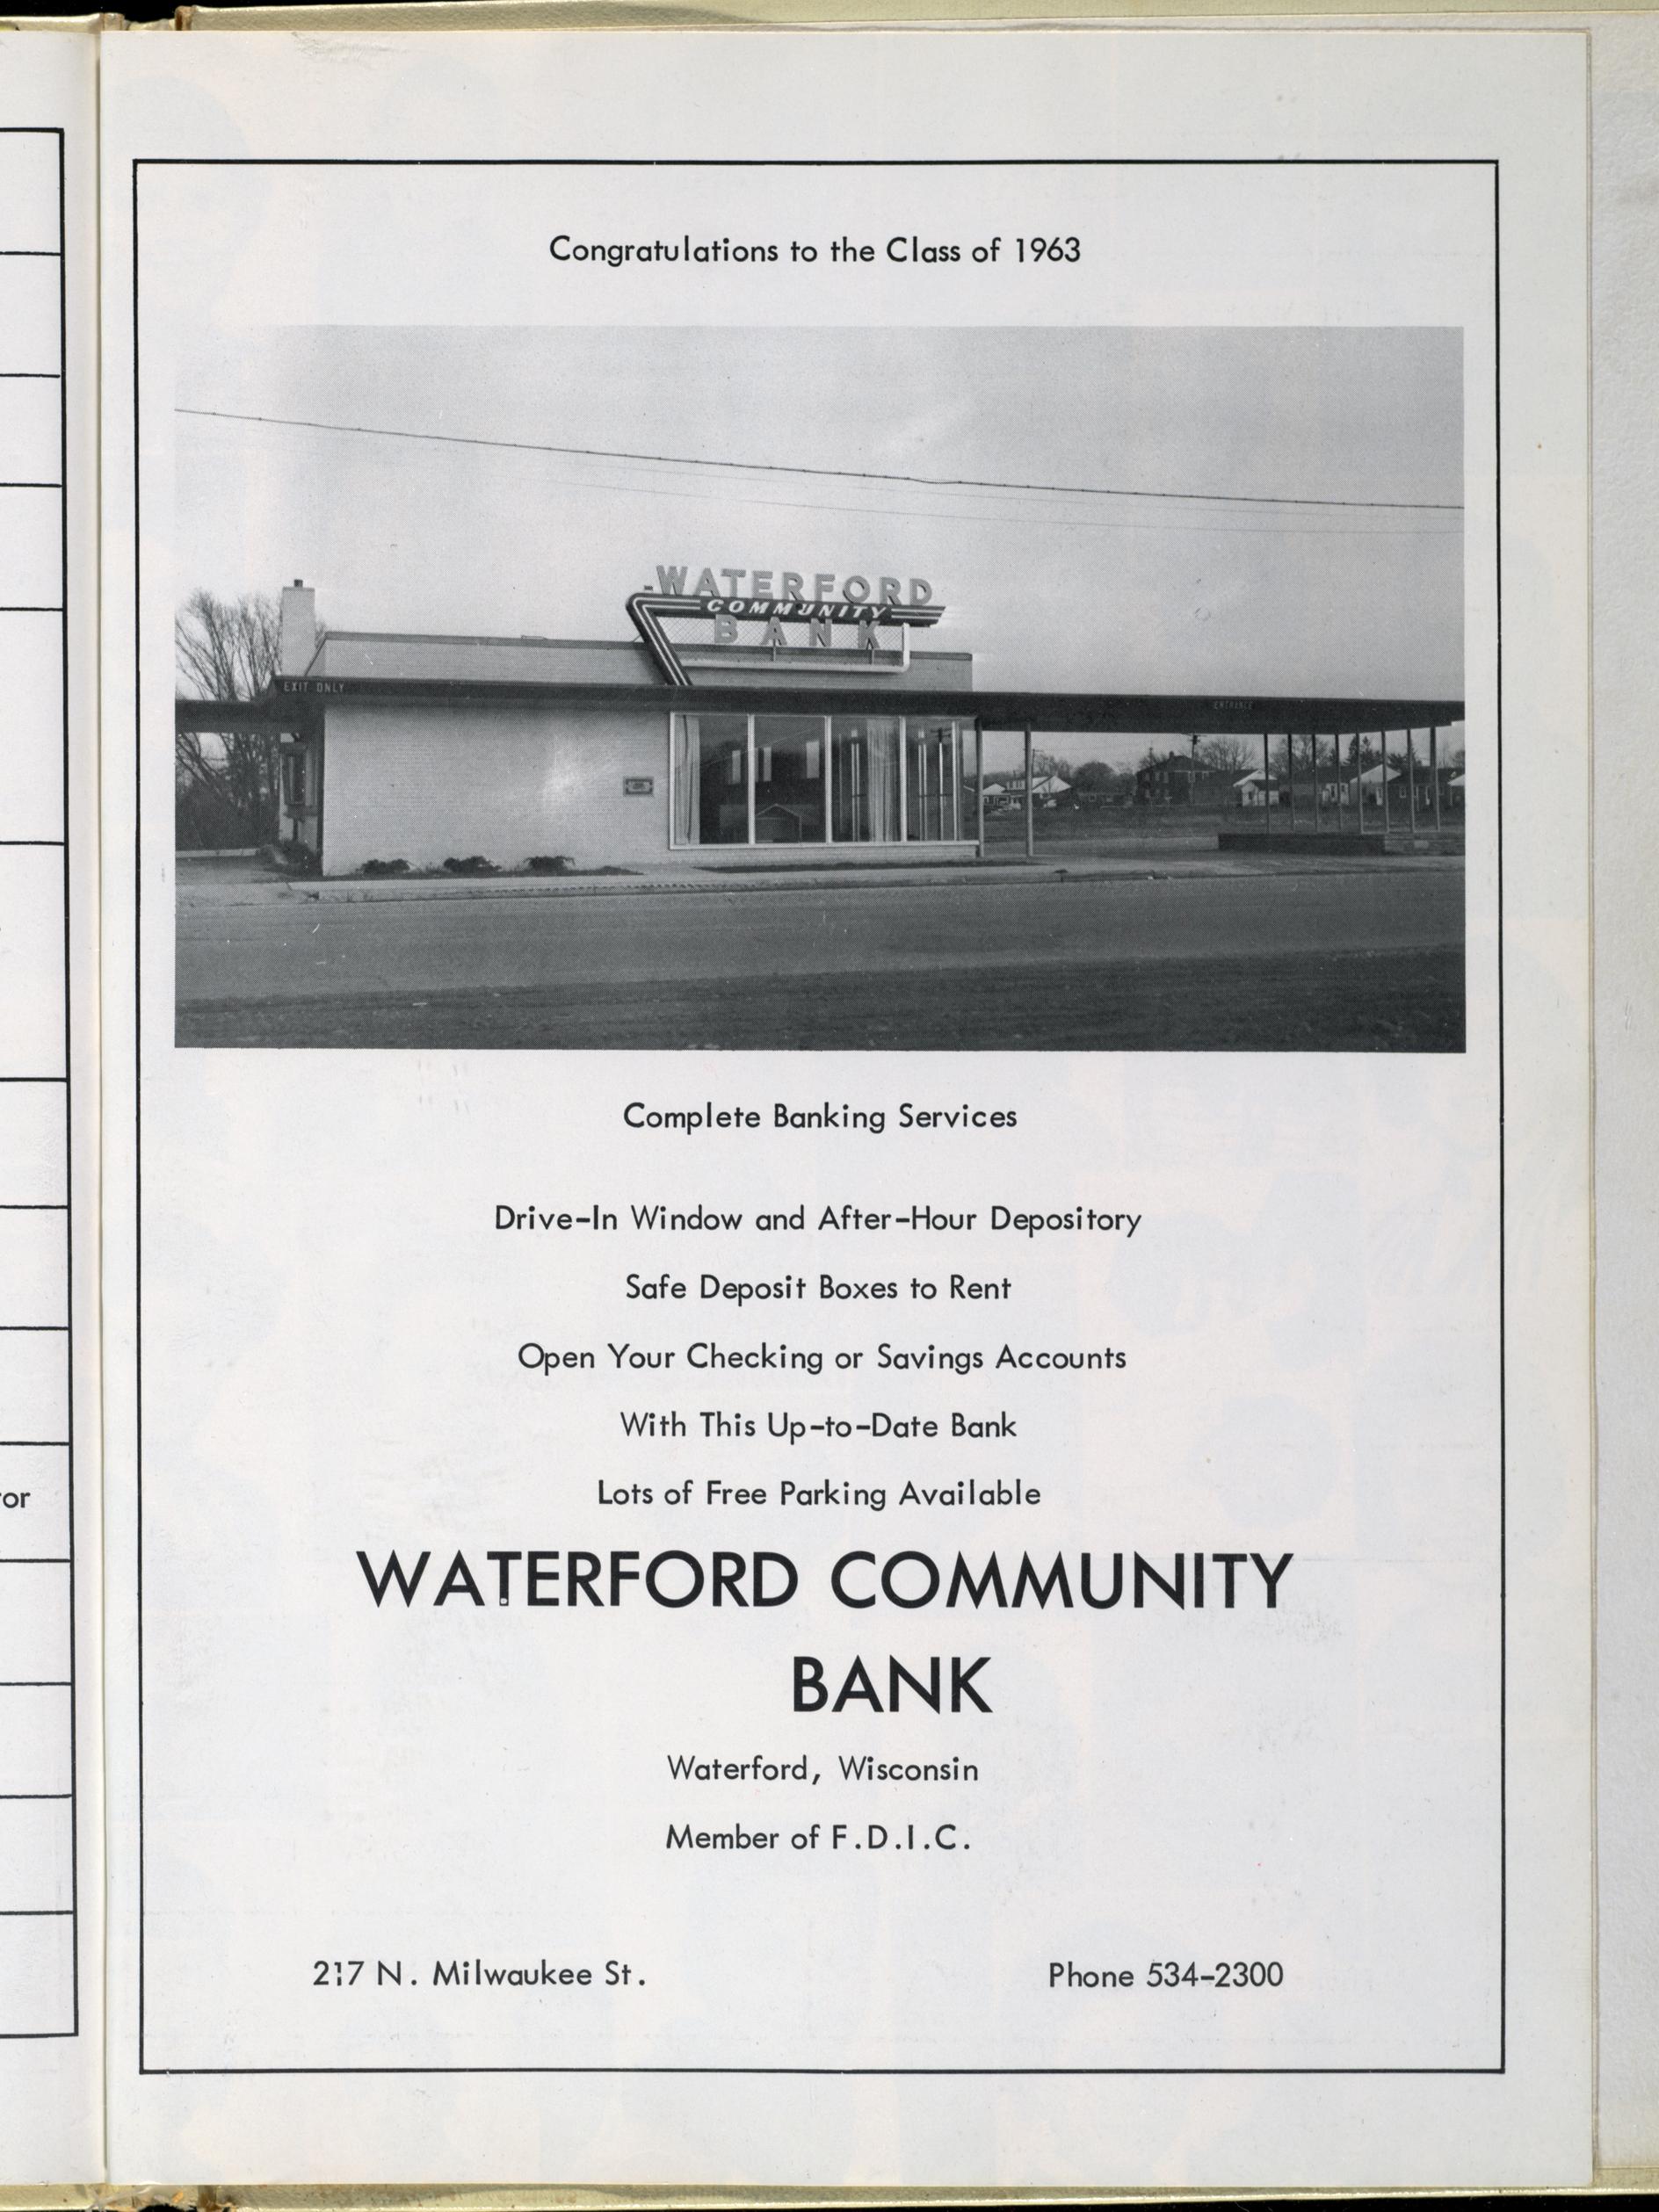 Congratulations to the Class of 1963
WATERFORD
COMMUNITY
BANK
EXIT ONLY
ENTRANCE
Complete Banking Services
Drive-In Window and After-Hour Depository
Safe Deposit Boxes to Rent
Open Your Checking or Savings Accounts
With This Up-to-Date Bank
Lots of Free Parking Available
or
WATERFORD COMMUNITY
BANK
Waterford, Wisconsin
Member of F.D.I.C.
217 N. Milwaukee St.
Phone 534-2300